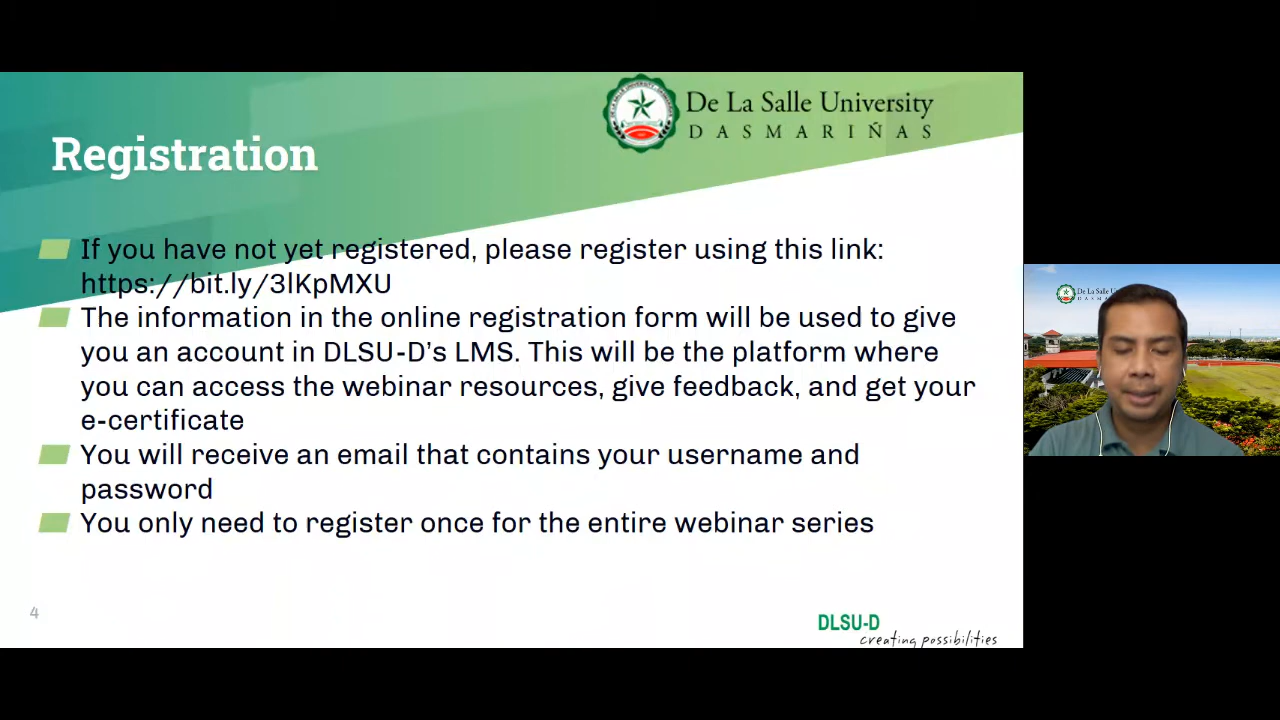 De La Salle University
DASMARIÑAS
Registration
If you have not yet registered, please register using this link:
https://bit.ly/3lKpMXU
The information in the online registration form will be used to give
you an account in DLSU-D’s LMS. This will be the platform where
you can access the webinar resources, give feedback, and get your
e-certificate
You will receive an email that contains your username and
password
You only need to register once for the entire webinar series
4
DLSU-D
creating possibilities
De La Salle